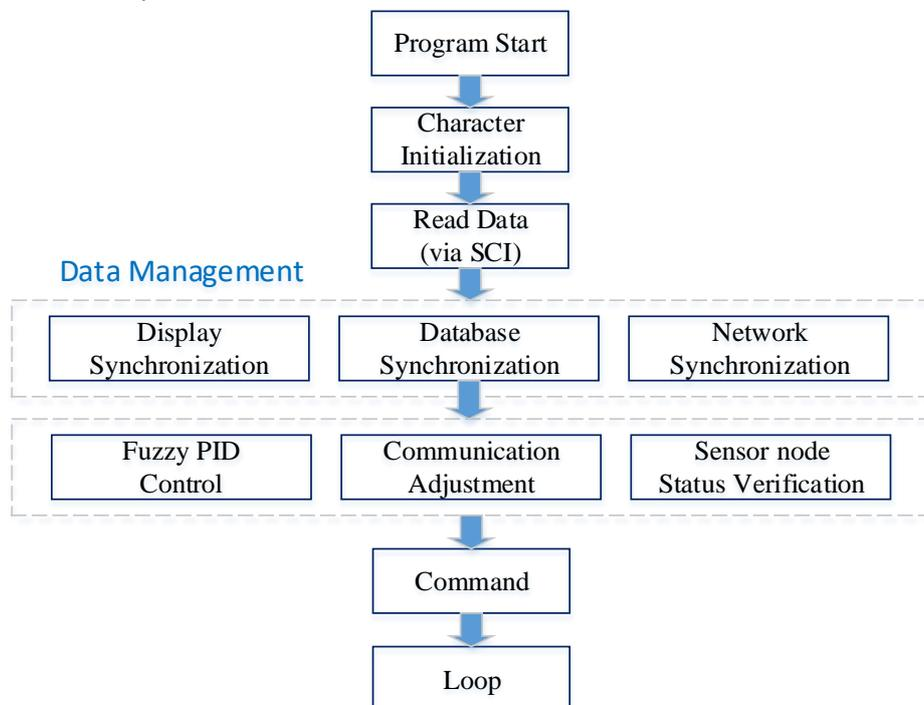 Program Start
Character
Initialization
Read Data
(via SCI)
Data Management
Display
Synchronization
Database
Synchronization
Network
Synchronization
Fuzzy PID
Control
Communication
Adjustment
Sensor node
Status Verification
Command
Loop